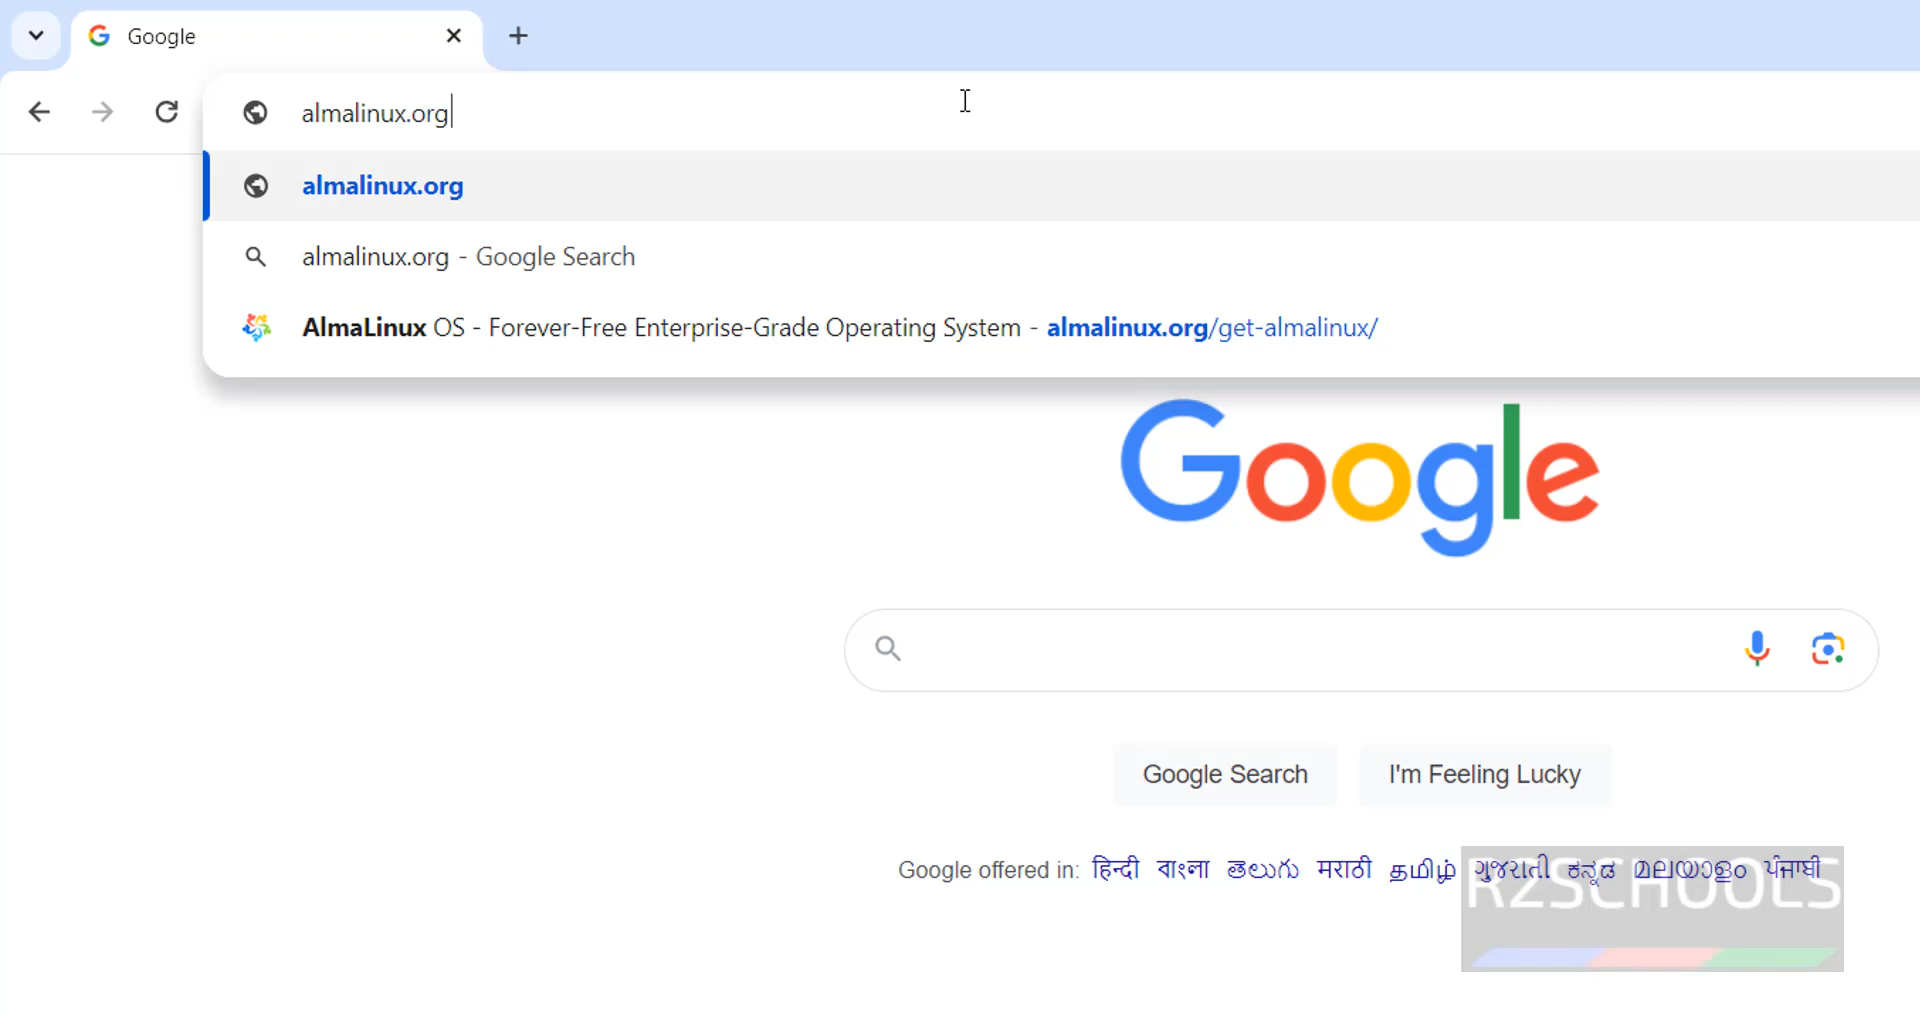 Google
almalinux.org
almalinux.org
almalinux.org - Google Search
AlmaLinux OS - Forever-Free Enterprise-Grade Operating System - almalinux.org/get-almalinux/
Google
Google Search I'm Feeling Lucky
Google offered in: हिन्दी বাংলা తెలుగు मराठी தமிழ் ગુજરાતી ಕನ್ನಡ മലയാളം ਪੰਜਾਬੀ
R2SCHOOLS